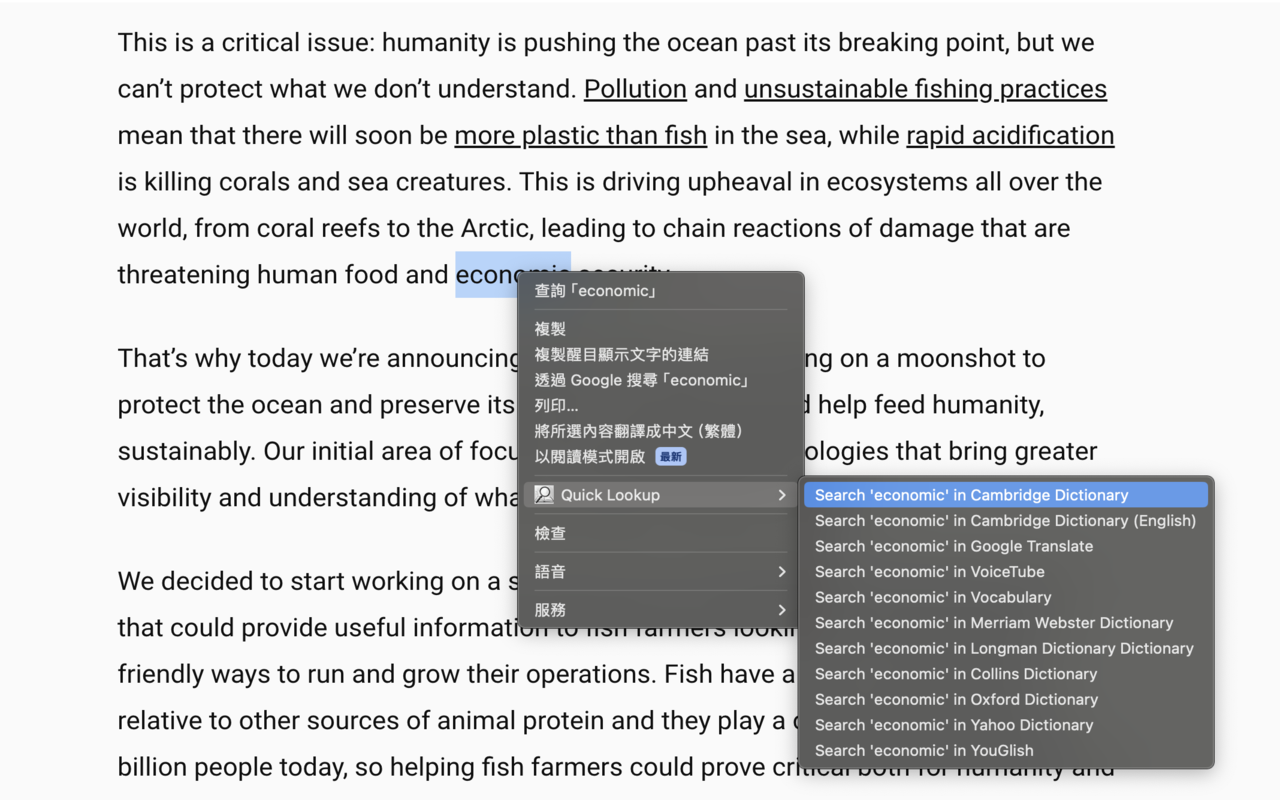 This is a critical issue: humanity is pushing the ocean past its breaking point, but we
can’t protect what we don’t understand. Pollution and unsustainable fishing practices
mean that there will soon be more plastic than fish in the sea, while rapid acidification
is killing corals and sea creatures. This is driving upheaval in ecosystems all over the
world, from coral reefs to the Arctic, leading to chain reactions of damage that are
threatening human food and economic security
That’s why today we’re announcing
ng on a moonshot to
protect the ocean and preserve its
help feed humanity,
sustainably. Our initial area of focu
ologies that bring greater
visibility and understanding of wha
We decided to start working on a s
that could provide useful information to fish farmers lookin
friendly ways to run and grow their operations. Fish have a
relative to other sources of animal protein and they play a
billion people today, so helping fish farmers could prove critical both for humanity and
查詢「economic」
複製
複製醒目顯示文字的連結
透過 Google 搜尋「economic」
列印...
將所選內容翻譯成中文 (繁體)
以閱讀模式開啟 最新
Quick Lookup
檢查
語音
服務
Search 'economic' in Cambridge Dictionary
Search 'economic' in Cambridge Dictionary (English)
Search 'economic' in Google Translate
Search 'economic' in VoiceTube
Search 'economic' in Vocabulary
Search 'economic' in Merriam Webster Dictionary
Search 'economic' in Longman Dictionary Dictionary
Search 'economic' in Collins Dictionary
Search 'economic' in Oxford Dictionary
Search 'economic' in Yahoo Dictionary
Search 'economic' in YouGlish